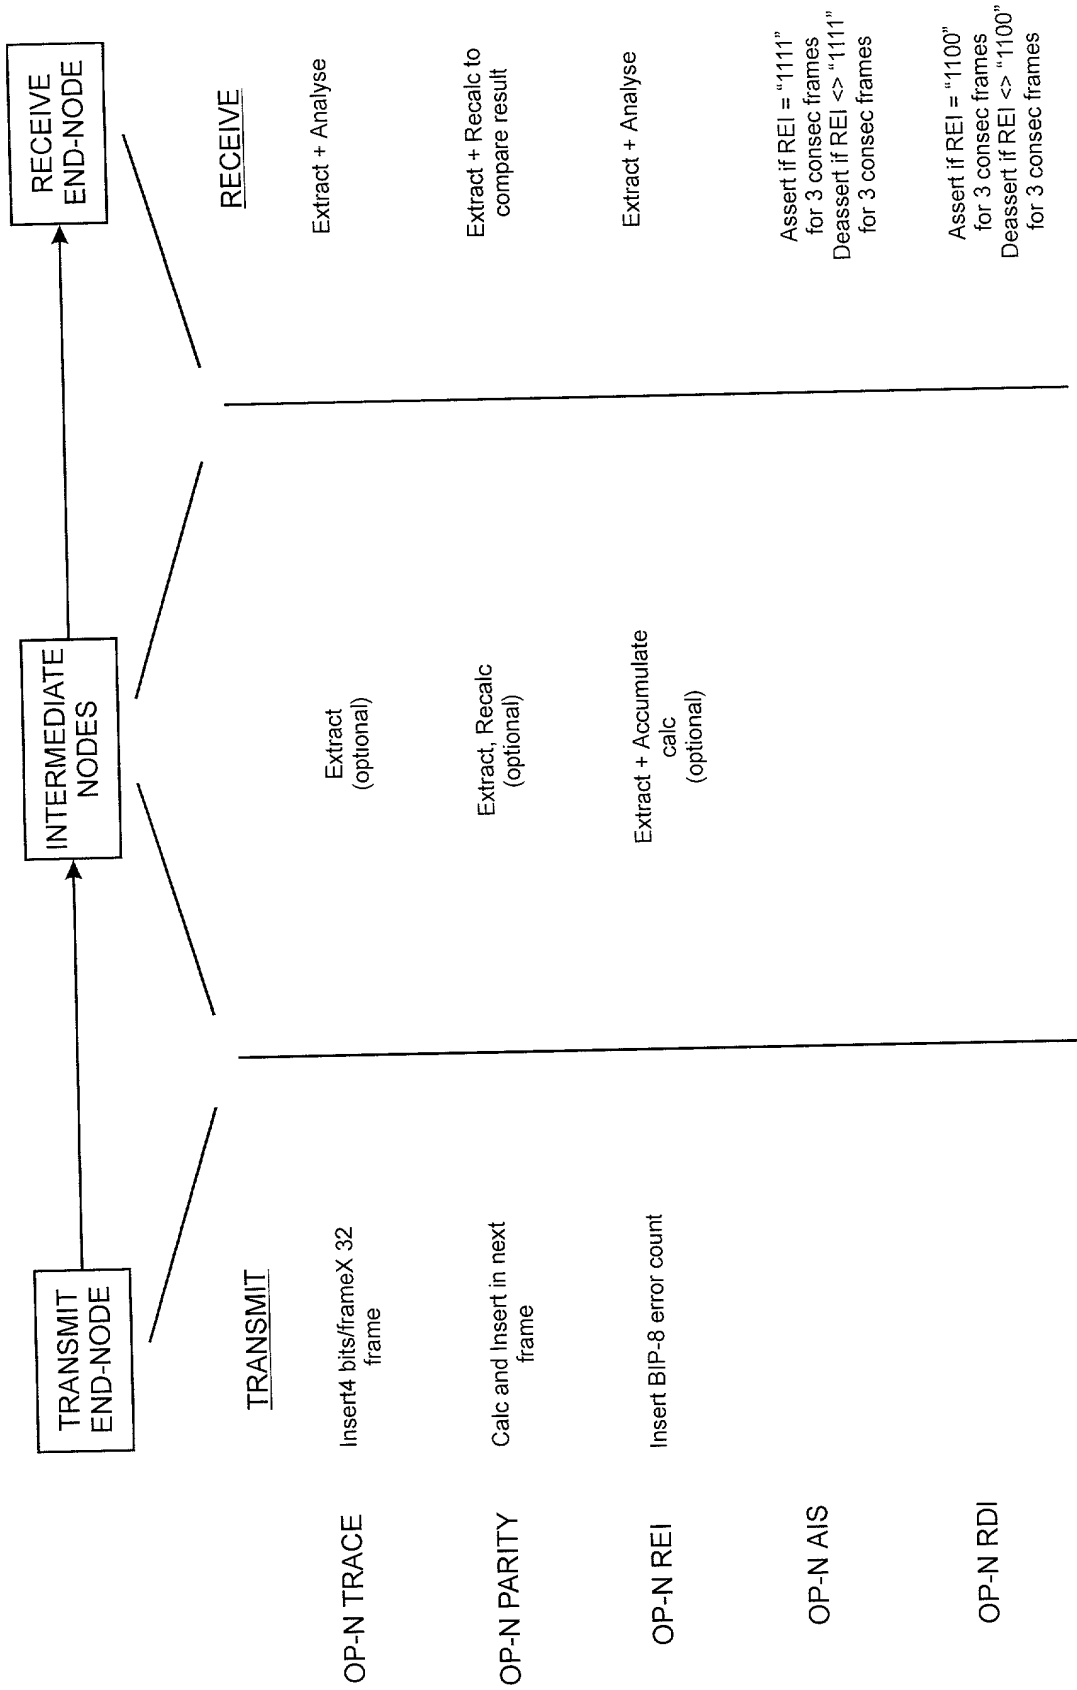 TRANSMIT
END-NODE
INTERMEDIATE
NODES
RECEIVE
END-NODE
TRANSMIT
RECEIVE
OP-N TRACE
Insert4 bits/frameX 32
frame
Extract
(optional)
Extract + Analyse
OP-N PARITY
Calc and Insert in next
frame
Extract, Recalc
(optional)
Extract + Recalc to
compare result
OP-N REI
Insert BIP-8 error count
Extract + Accumulate
calc
(optional)
Extract + Analyse
OP-N AIS
Assert if REI = "1111"
for 3 consec frames
Deassert if REI <> "1111"
for 3 consec frames
OP-N RDI
Assert if REI = "1100"
for 3 consec frames
Deassert if REI <> "1100"
for 3 consec frames